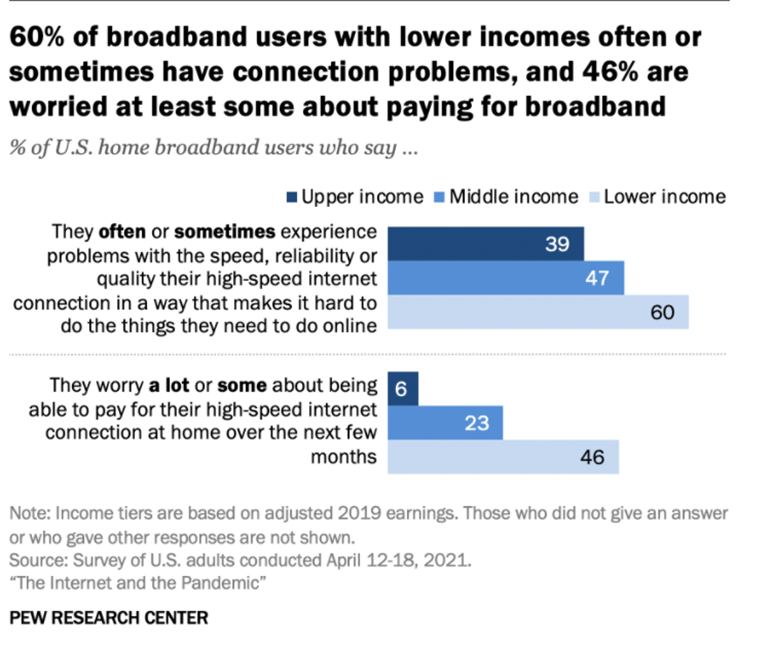 60% of broadband users with lower incomes often or
sometimes have connection problems, and 46% are
worried at least some about paying for broadband
% of U.S. home broadband users who say ...
Upper income Middle income Lower income
They often or sometimes experience
problems with the speed, reliability or
quality their high-speed internet
connection in a way that makes it hard to
do the things they need to do online
39
47
60
They worry a lot or some about being
able to pay for their high-speed internet
connection at home over the next few
months
6
23
46
Note: Income tiers are based on adjusted 2019 earnings. Those who did not give an answer
or who gave other responses are not shown.
Source: Survey of U.S. adults conducted April 12-18, 2021.
“The Internet and the Pandemic”
PEW RESEARCH CENTER